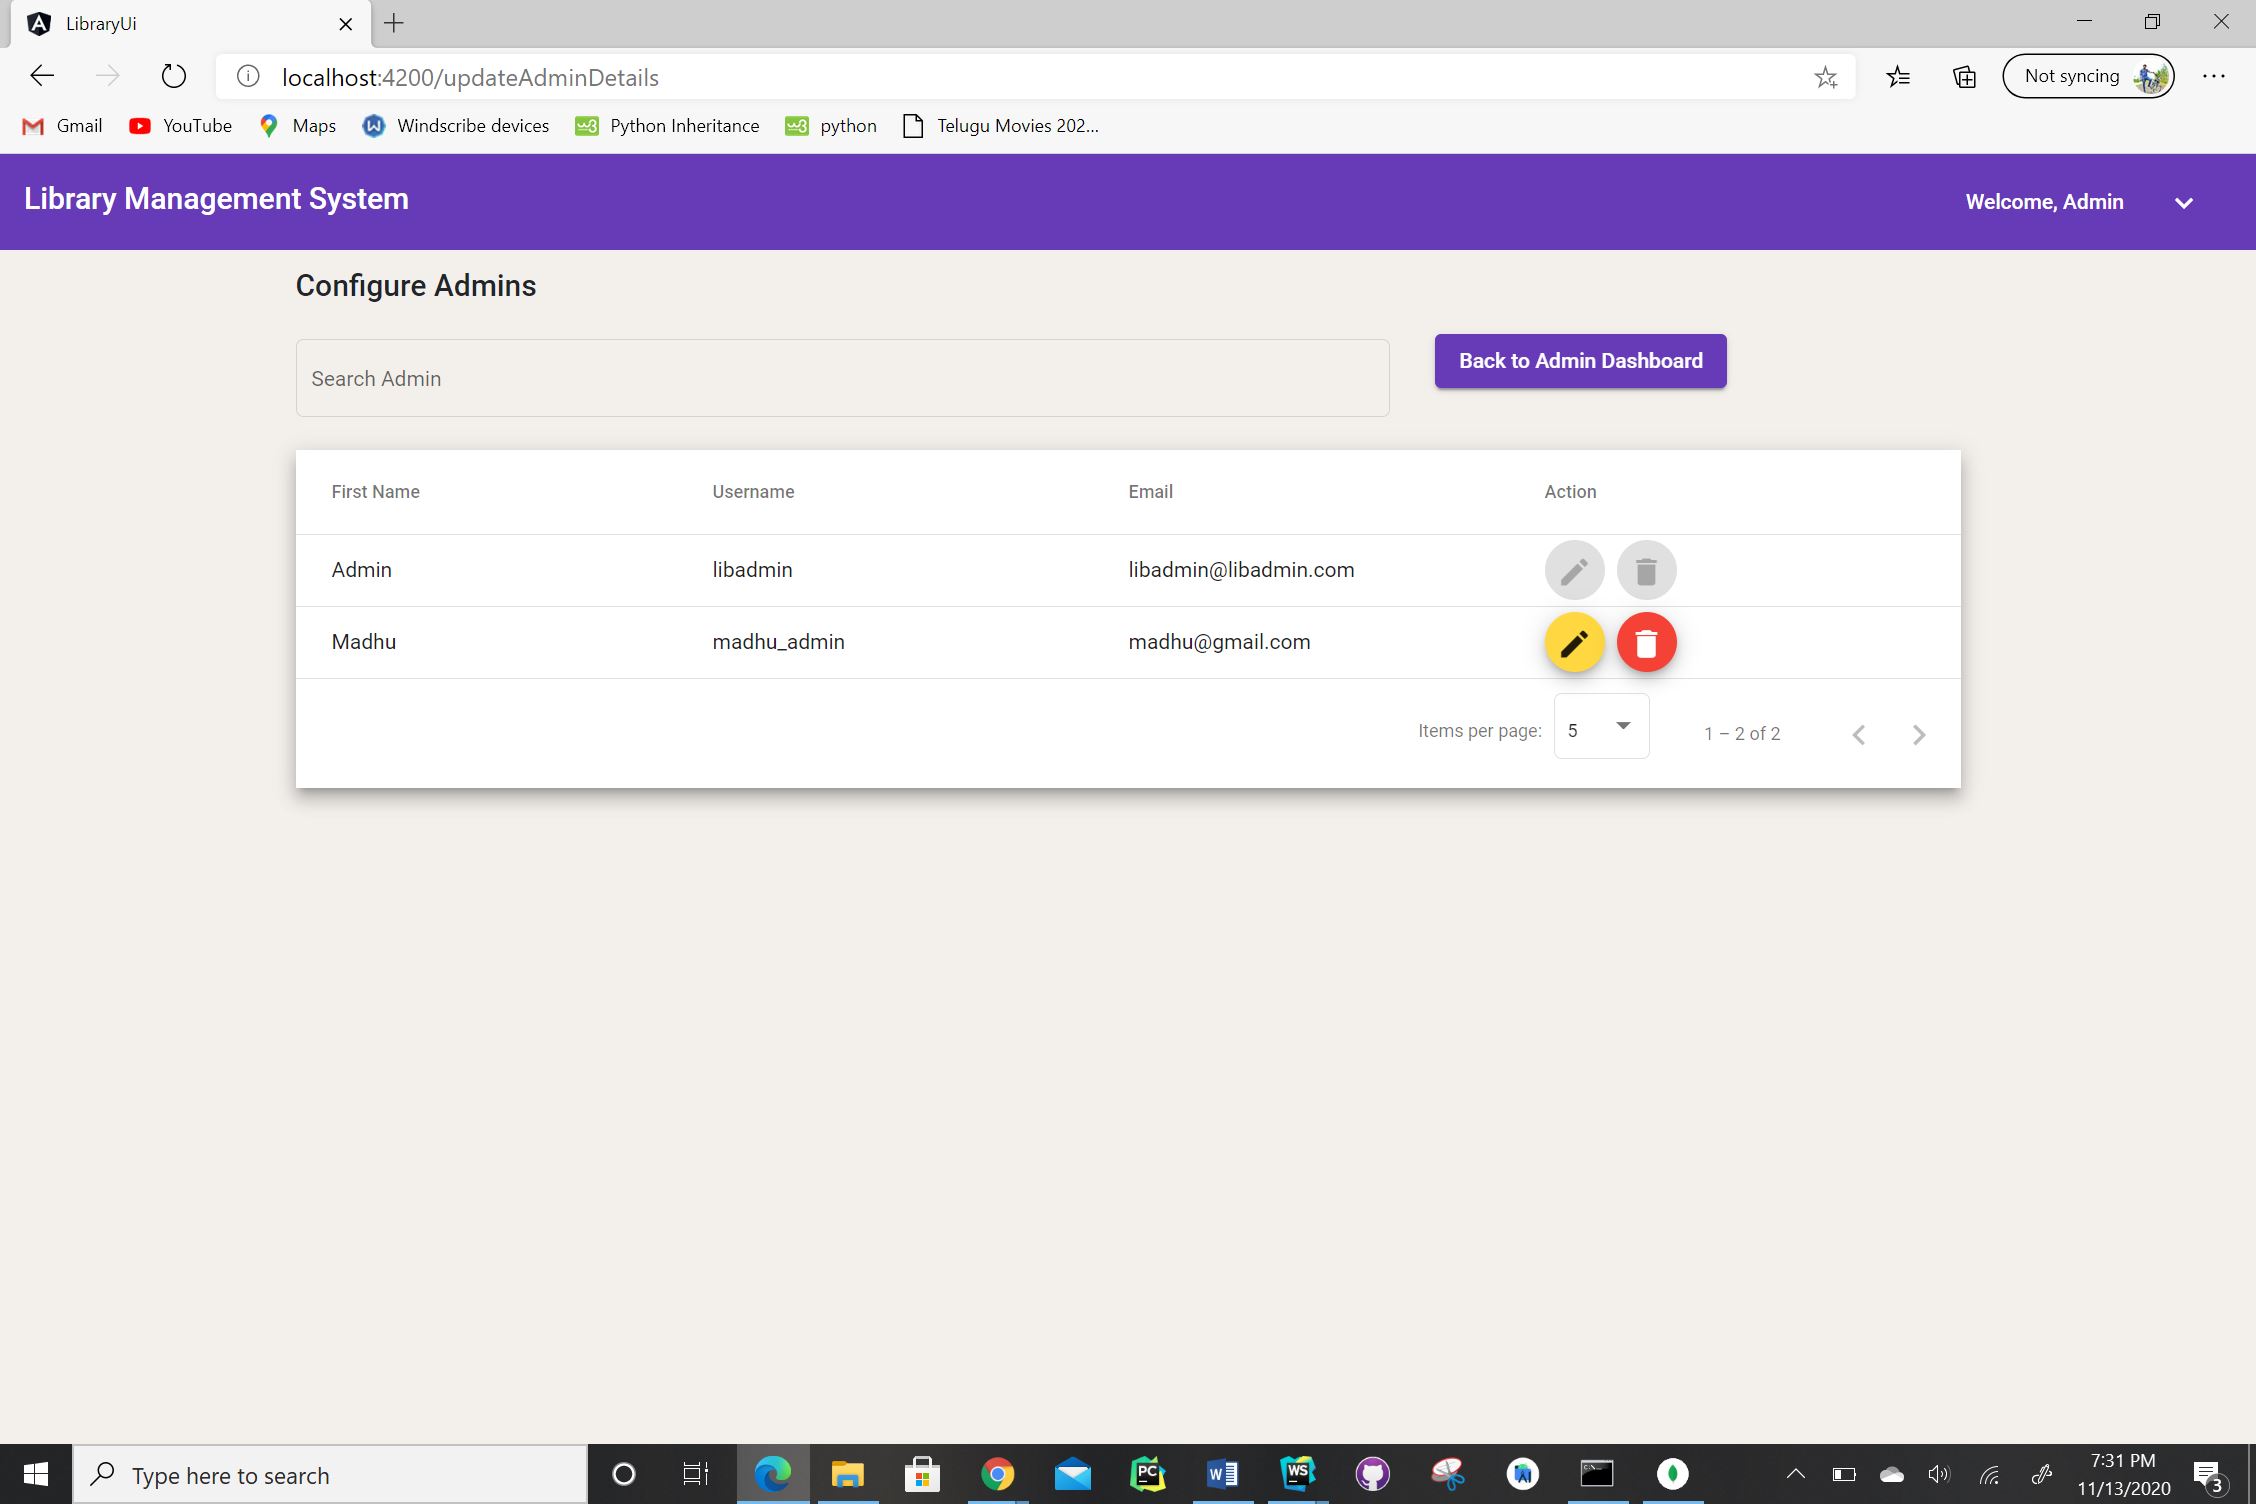 LibraryUi
localhost:4200/updateAdminDetails
Not syncing
Gmail YouTube Maps Windscribe devices Python Inheritance python Telugu Movies 202...
Library Management System
Welcome, Admin
Configure Admins
Search Admin
Back to Admin Dashboard
First Name Username Email Action
Admin libadmin libadmin@libadmin.com
Madhu madhu_admin madhu@gmail.com
Items per page: 5 1 – 2 of 2
Type here to search
7:31 PM
11/13/2020
3